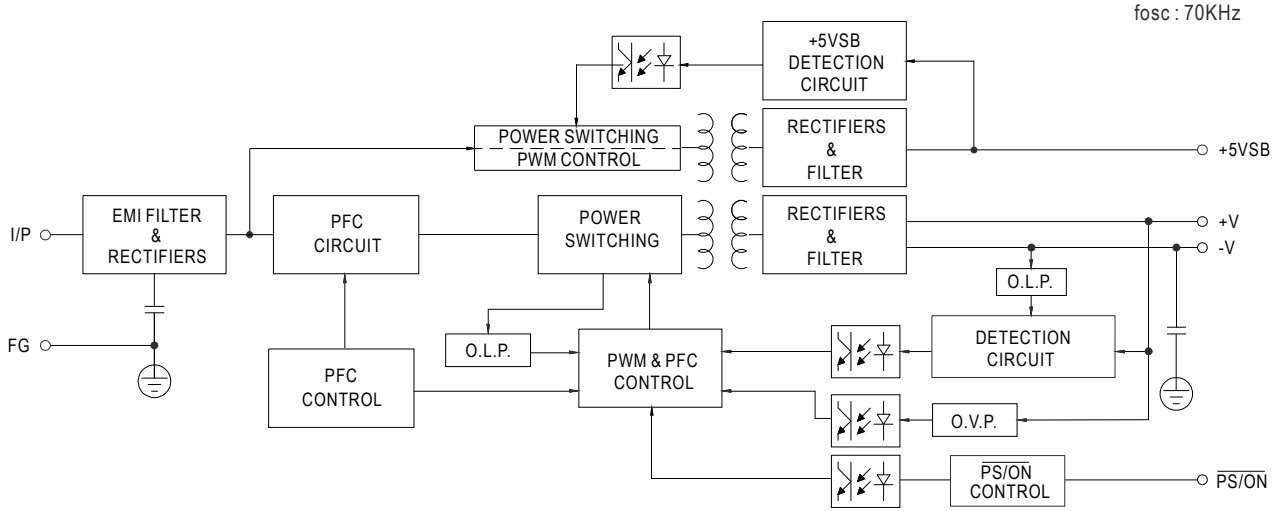 fosc : 70KHz
+5VSB
DETECTION
CIRCUIT
POWER SWITCHING
PWM CONTROL
RECTIFIERS
&
FILTER
+5VSB
I/P
EMI FILTER
&
RECTIFIERS
PFC
CIRCUIT
POWER
SWITCHING
RECTIFIERS
&
FILTER
+V
-V
O.L.P.
FG
O.L.P.
PFC
CONTROL
PWM & PFC
CONTROL
DETECTION
CIRCUIT
O.V.P.
PS/ON
CONTROL
PS/ON